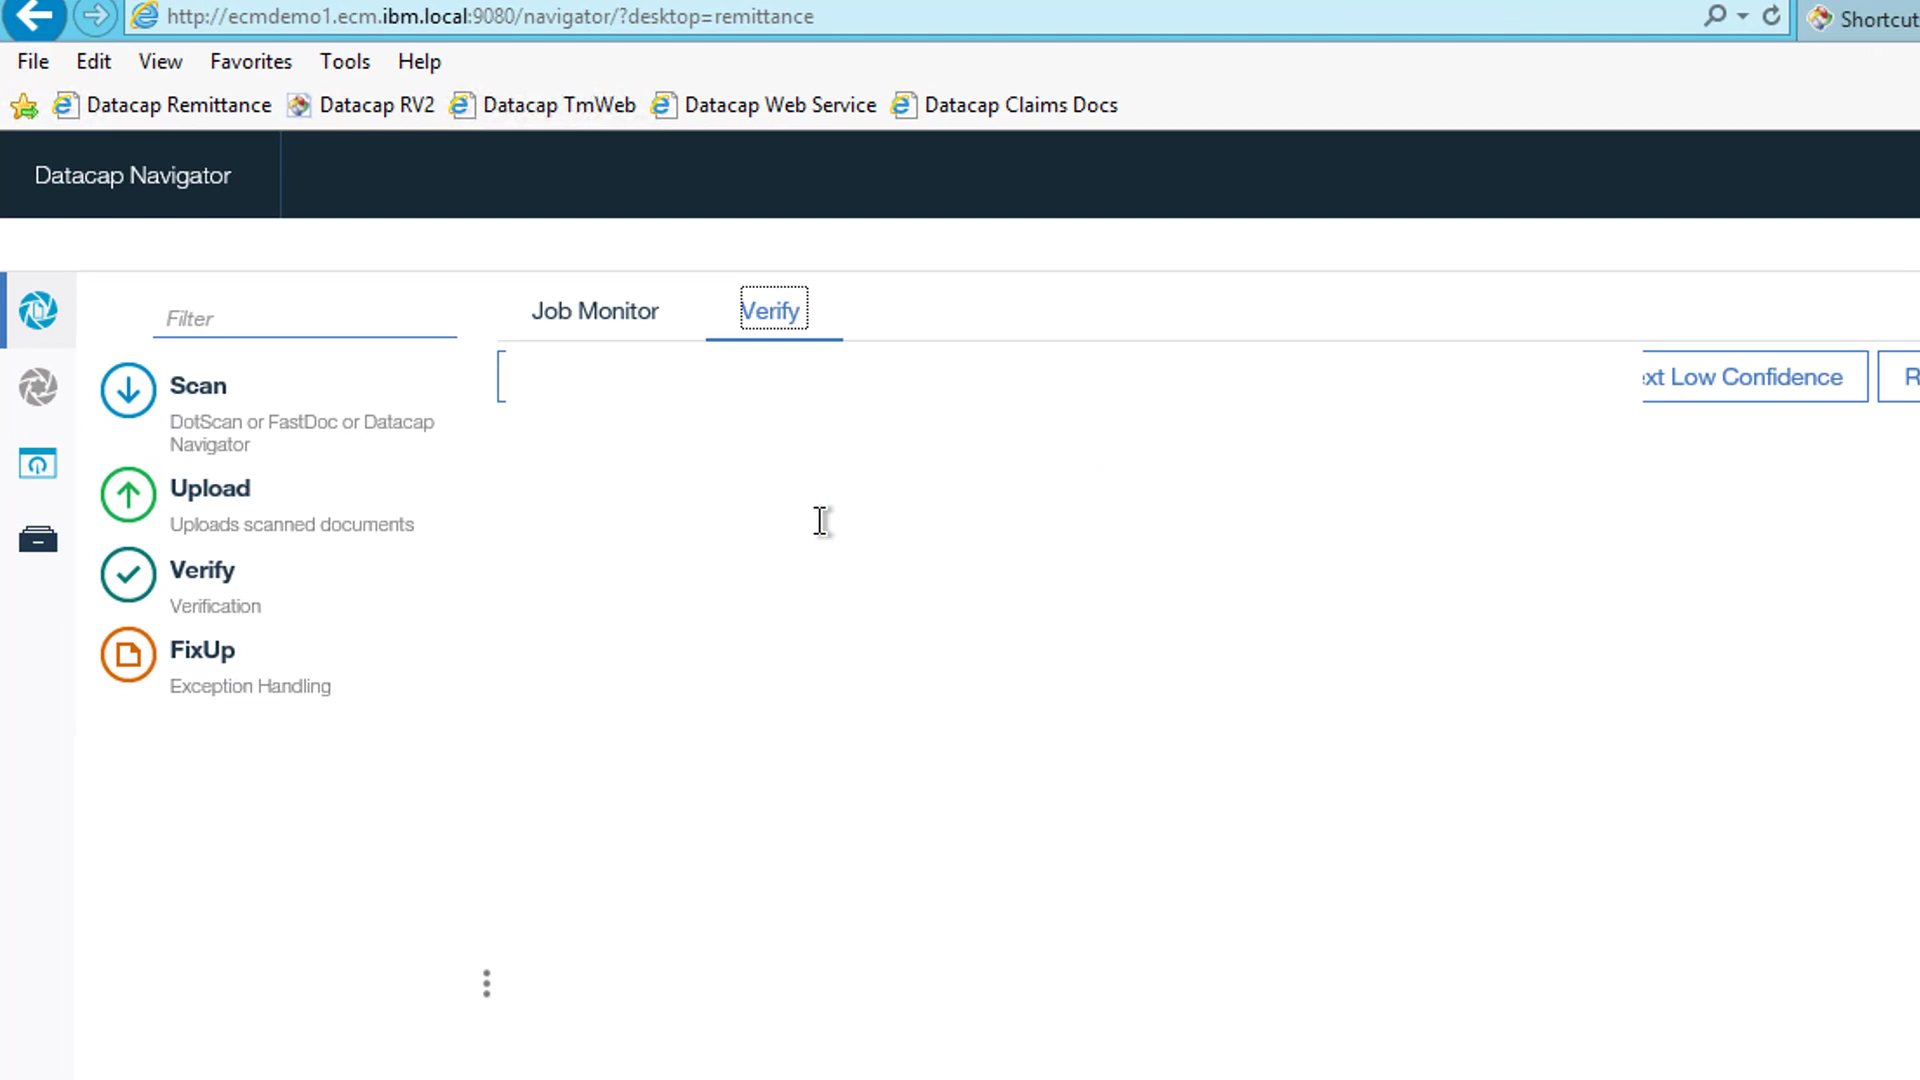 http://ecmdemo1.ecm.ibm.local:9080/navigator/?desktop=remittance
File Edit View Favorites Tools Help
Datacap Remittance Datacap RV2 Datacap TmWeb Datacap Web Service Datacap Claims Docs
Datacap Navigator
Filter
Job Monitor Verify
Low Confidence
Scan
DotScan or FastDoc or Datacap
Navigator
Upload
Uploads scanned documents
Verify
Verification
FixUp
Exception Handling